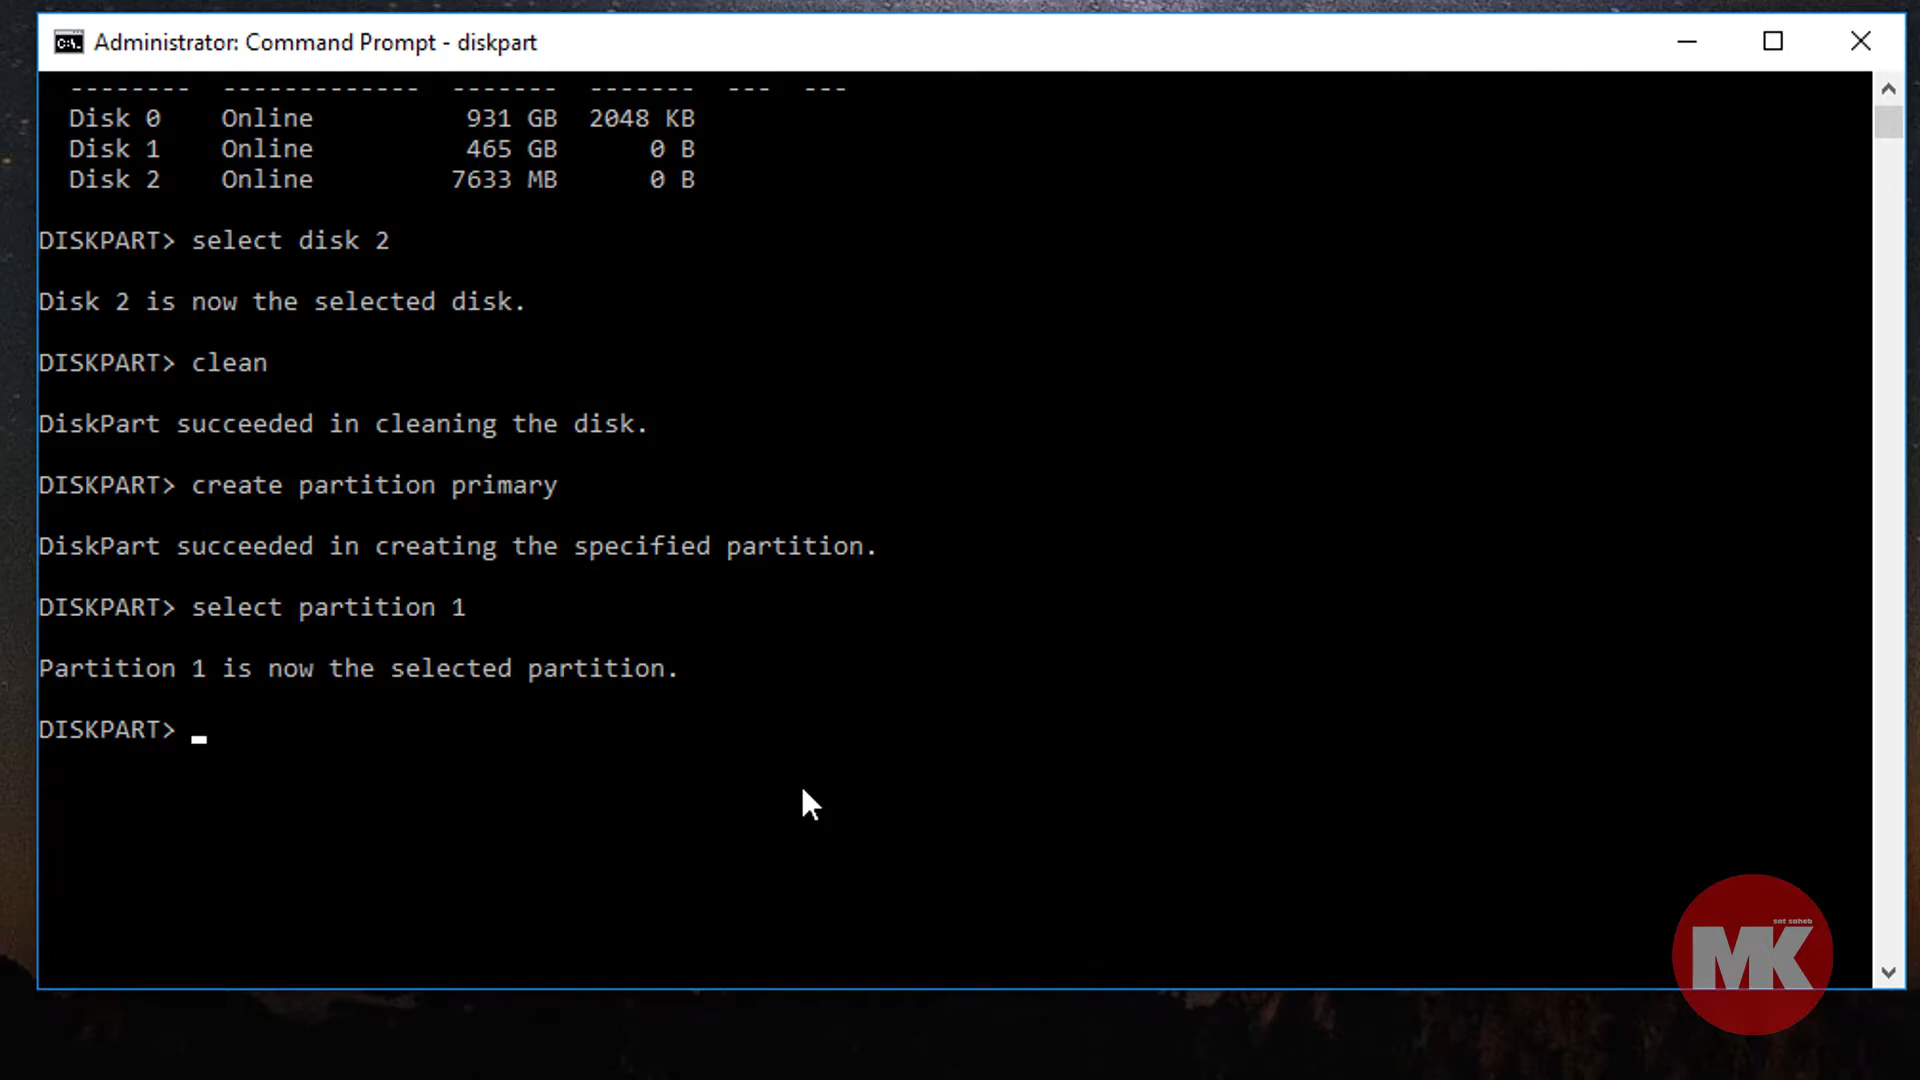 Administrator: Command Prompt - diskpart
-------- ------------- ------- ------- --- ---
Disk 0 Online 931 GB 2048 KB
Disk 1 Online 465 GB 0 B
Disk 2 Online 7633 MB 0 B
DISKPART> select disk 2
Disk 2 is now the selected disk.
DISKPART> clean
DiskPart succeeded in cleaning the disk.
DISKPART> create partition primary
DiskPart succeeded in creating the specified partition.
DISKPART> select partition 1
Partition 1 is now the selected partition.
DISKPART>
sat saheb
MK